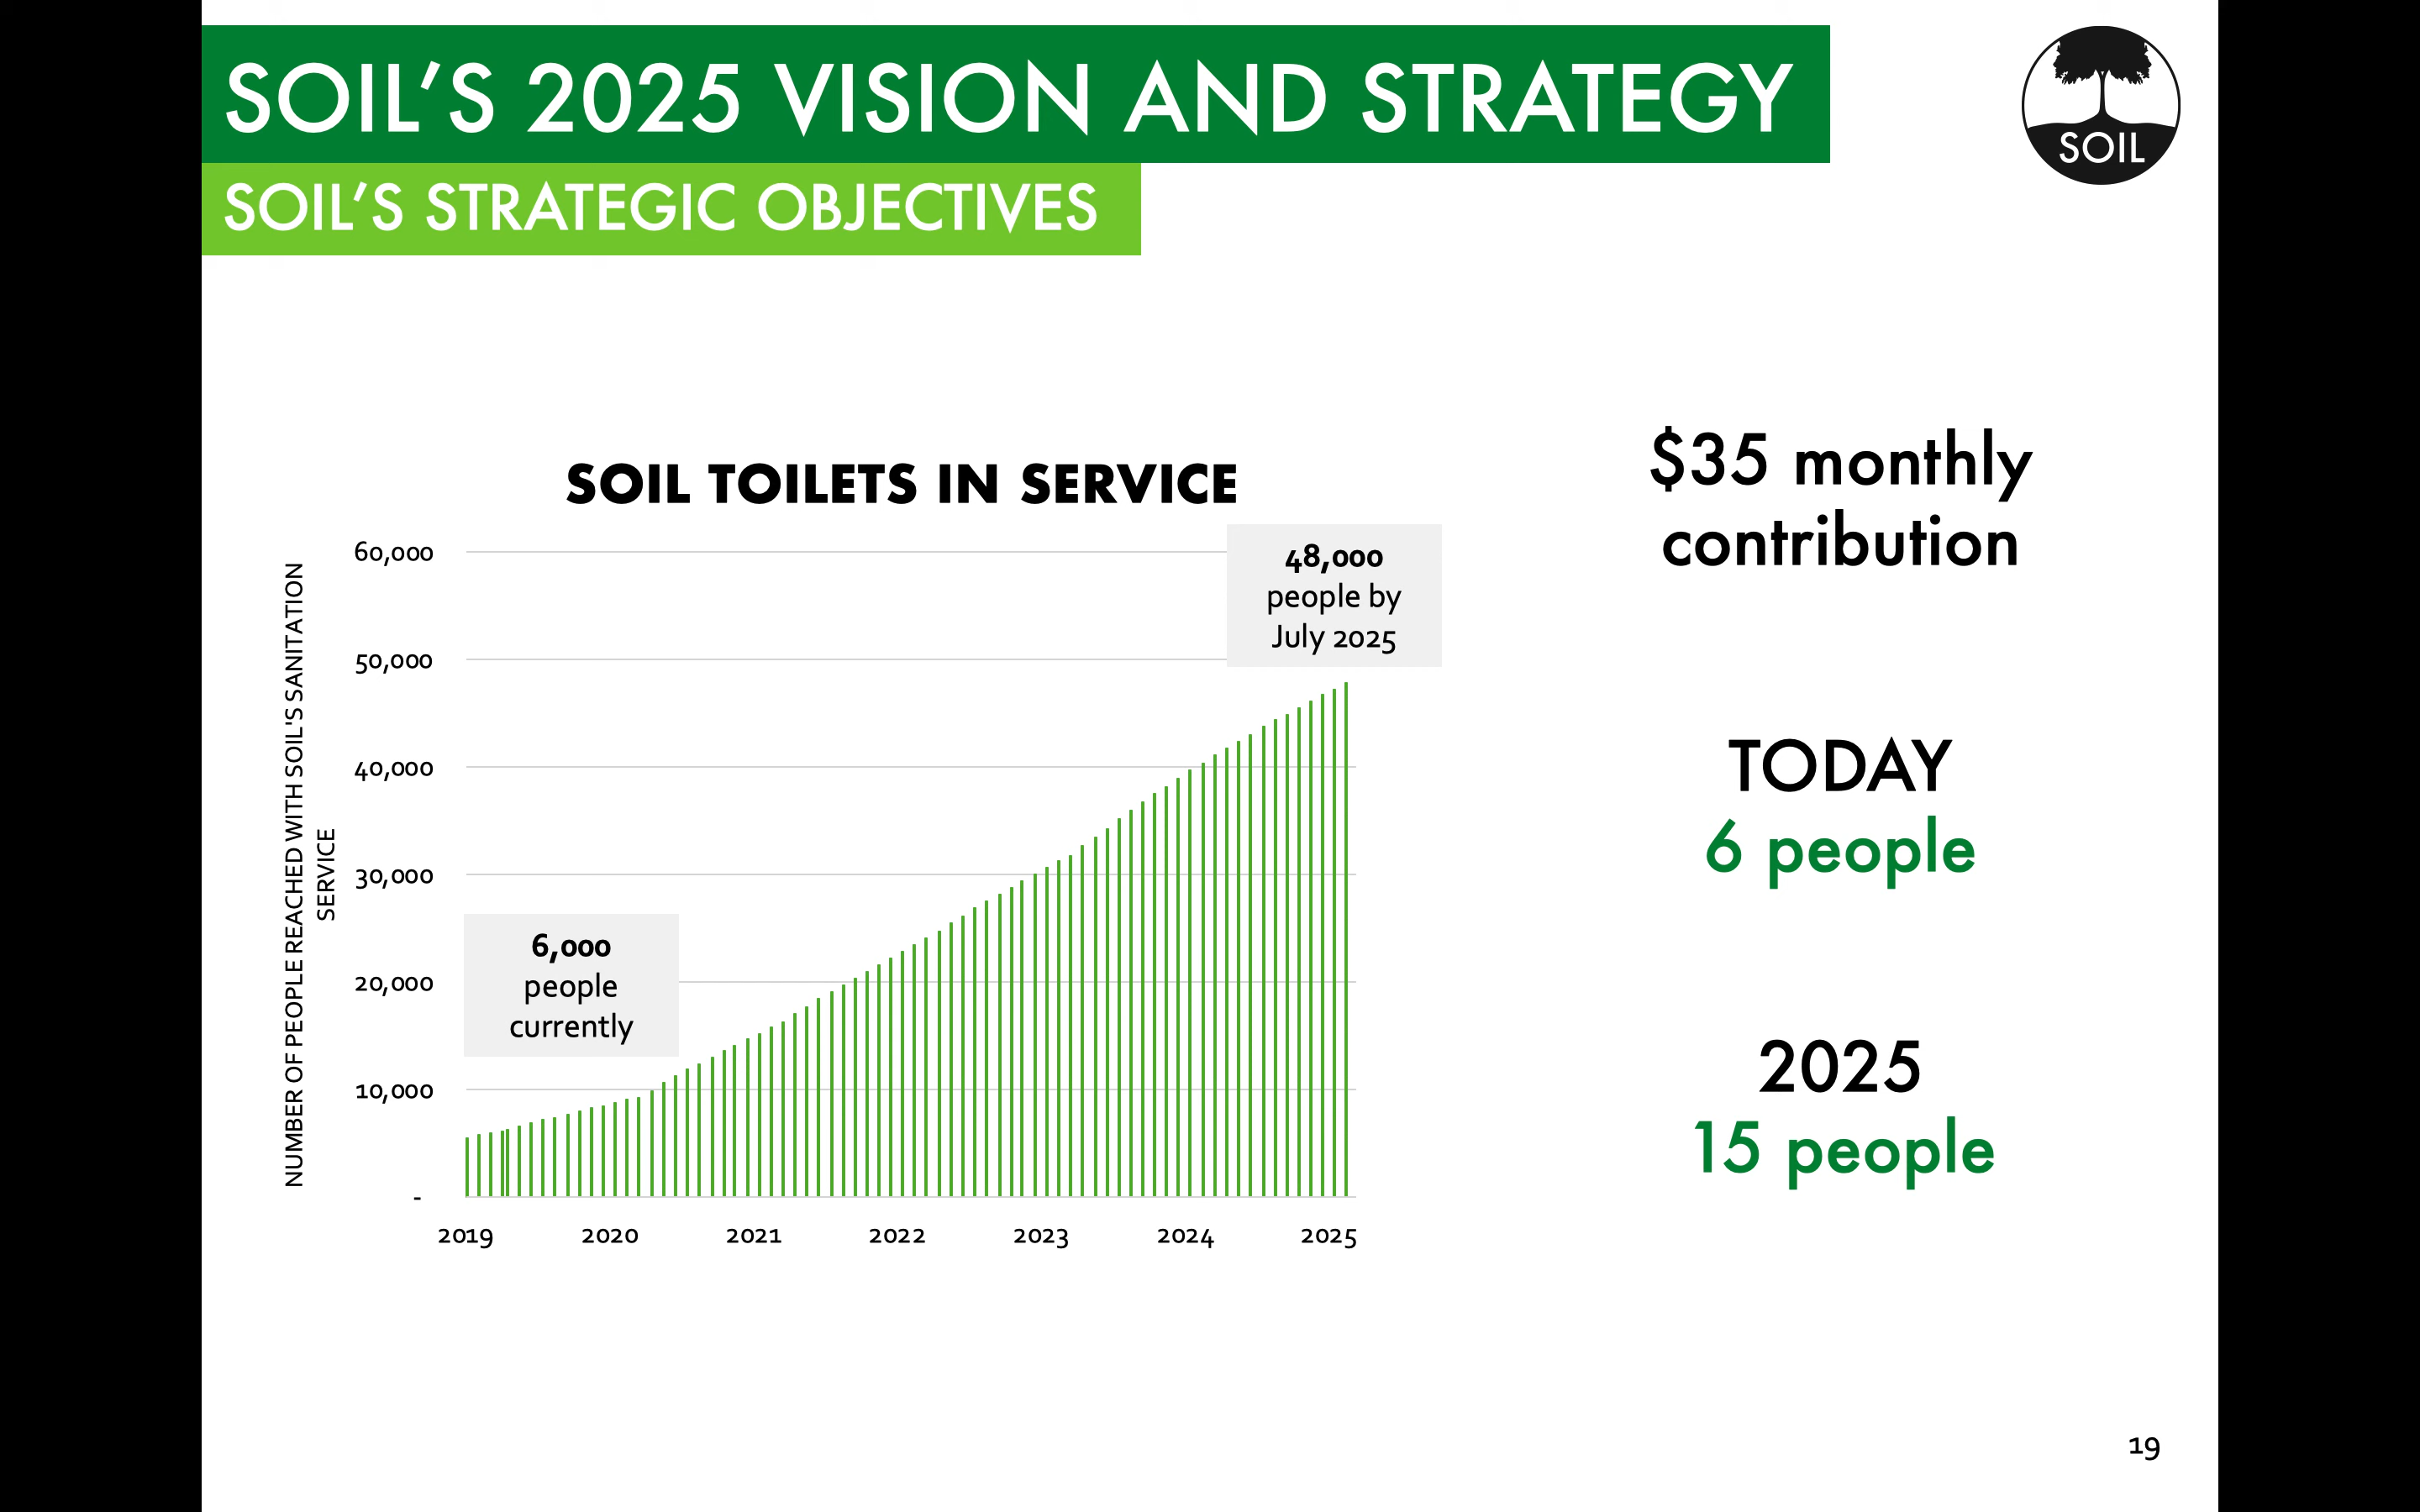 SOIL'S 2025 VISION AND STRATEGY
SOIL
SOIL'S STRATEGIC OBJECTIVES
SOIL TOILETS IN SERVICE
NUMBER OF PEOPLE REACHED WITH SOIL'S SANITATION
SERVICE
60,000
50,000
40,000
30,000
20,000
10,000
-
48,000
people by
July 2025
6,000
people
currently
2019
2020
2021
2022
2023
2024
2025
$35 monthly
contribution
TODAY
6 people
2025
15 people
19